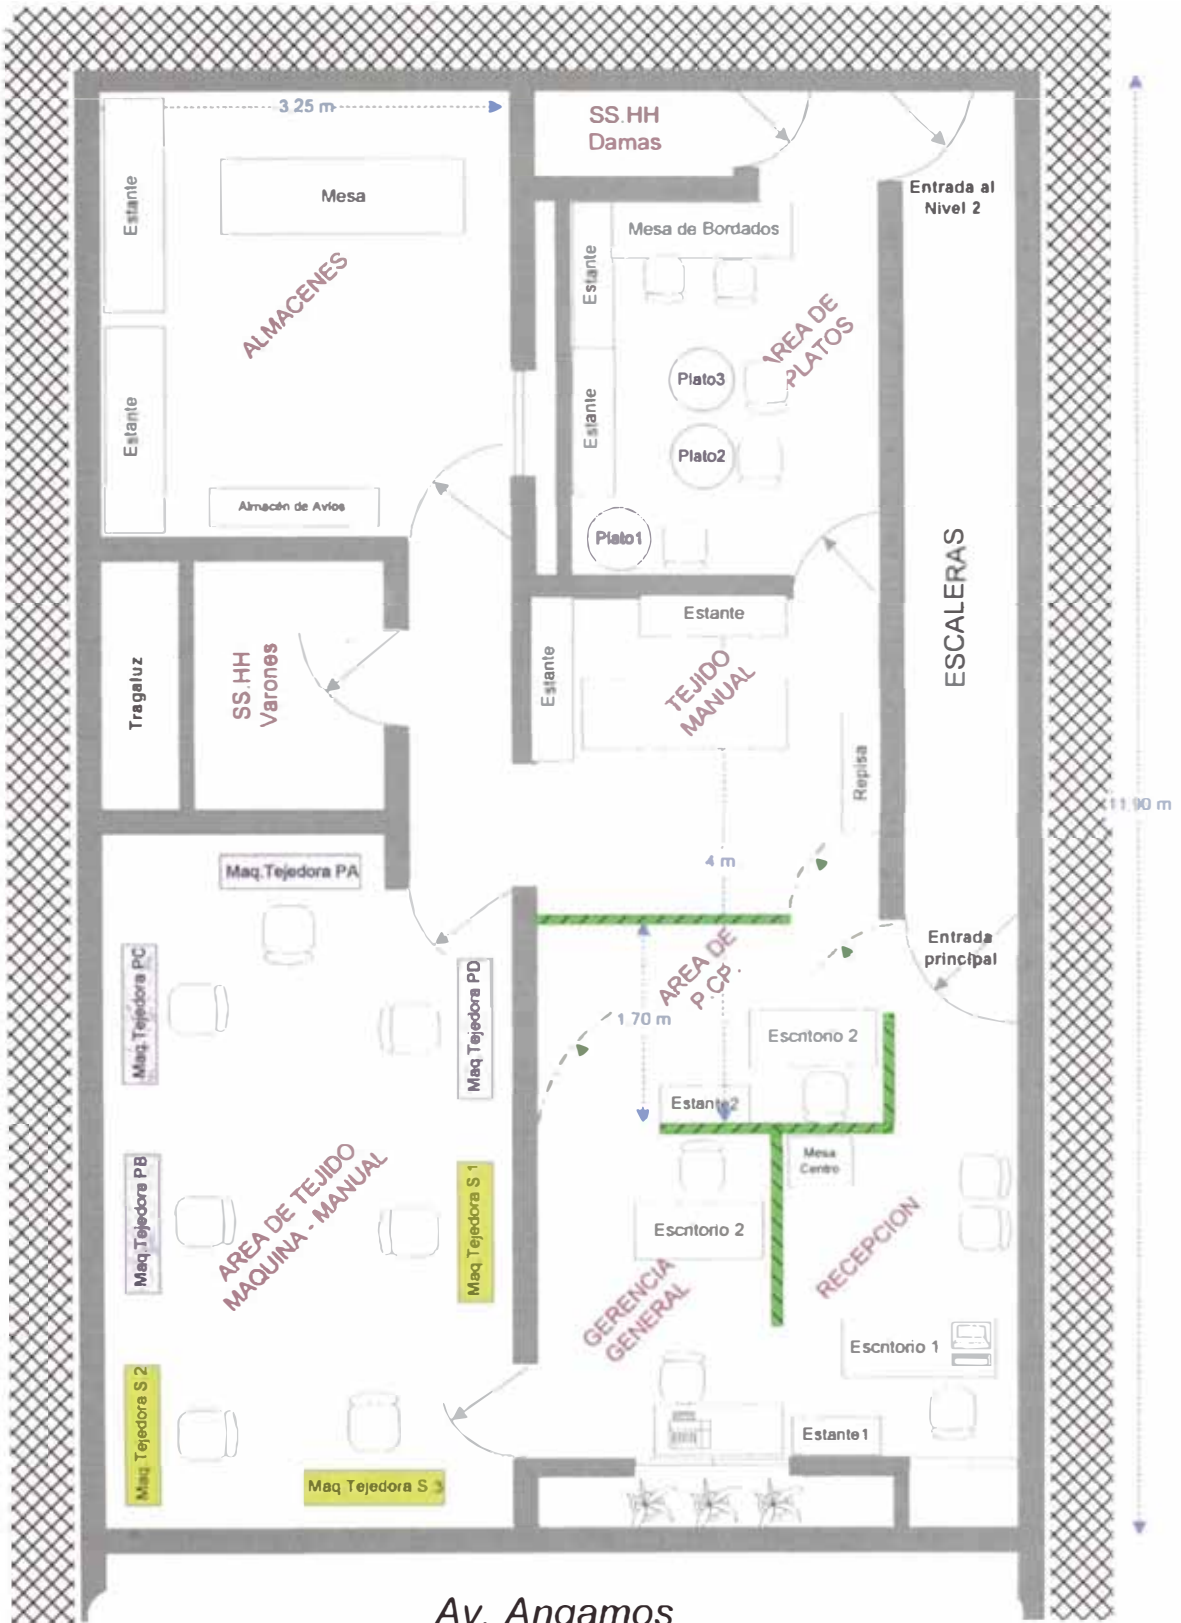 3.25 m
SS.HH
Damas
Estante
Mesa
Entrada al
Nivel 2
Mesa de Bordados
Estante
ALMACENES
AREA DE
PLATOS
Plato3
Estante
Estante
Plato2
Almacén de Avíos
Plato1
ESCALERAS
Estante
Tragaluz
SS.HH
Varones
Estante
TEJIDO
MANUAL
Repisa
11.90 m
4 m
Maq.Tejedora PA
Entrada
principal
AREA DE
P.CP.
Maq.Tejedora PC
Maq.Tejedora PD
1.70 m
Escritorio 2
Estante2
Mesa
Centro
Maq.Tejedora PB
AREA DE TEJIDO
MAQUINA - MANUAL
Maq.Tejedora S 1
Escritorio 2
RECEPCION
GERENCIA
GENERAL
Escritorio 1
Maq. Tejedora S 2
Estante1
Maq Tejedora S 3
Av. Angamos